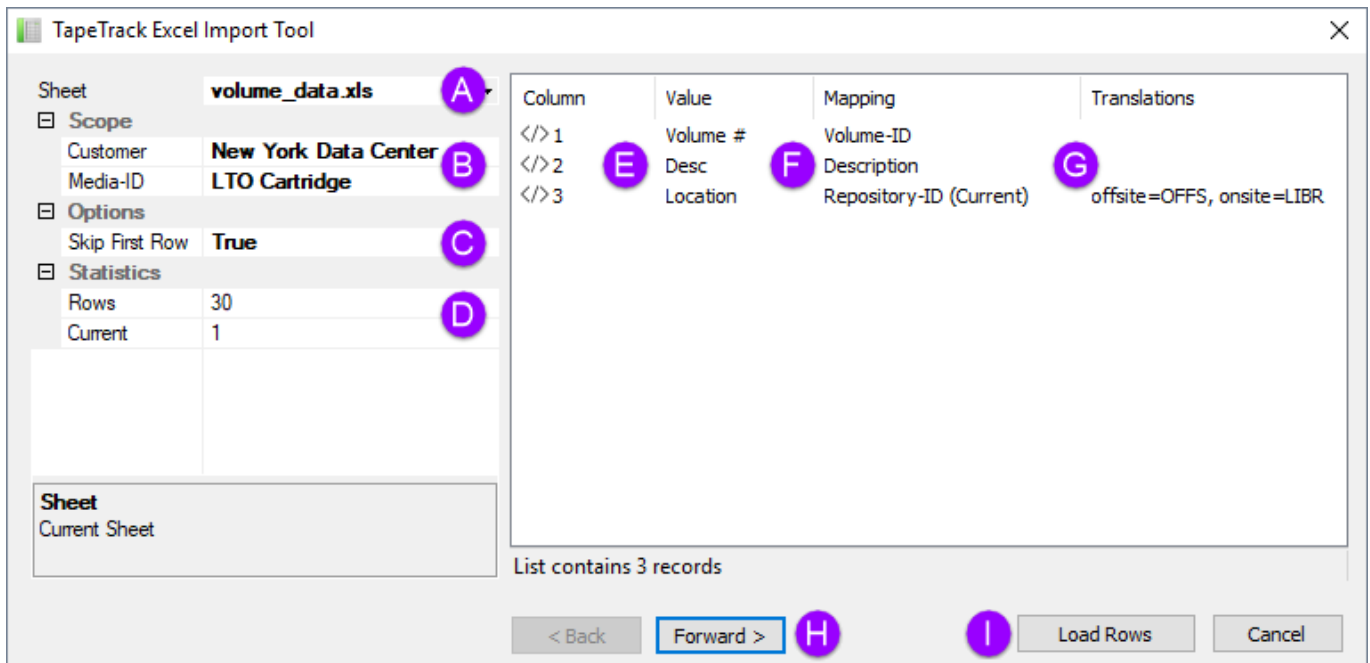 TapeTrack Excel Import Tool
Sheet volume_data.xls A
Scope
Customer New York Data Center
B
Media-ID LTO Cartridge
Options
Skip First Row True C
Statistics
Rows 30
D
Current 1
Sheet
Current Sheet
Column Value Mapping Translations
</> 1 Volume # Volume-ID
</> 2 E Desc F Description G
</> 3 Location Repository-ID (Current) offsite=OFFS, onsite=LIBR
List contains 3 records
< Back Forward > H I Load Rows Cancel